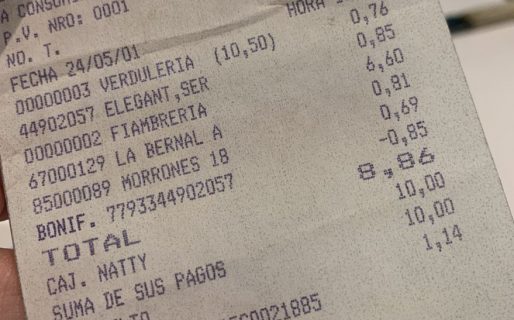 A CONSUM
P.V. NRO: 0001
NO. T.
HORA
FECHA 24/05/01
00000003 VERDULERIA (10,50) 0,76
44902057 ELEGANT,SER 0,85
00000002 FIAMBRERIA 6,60
67000129 LA BERNAL A 0,81
85000089 MORRONES 18 0,69
BONIF. 7793344902057 -0,85
TOTAL 8,86
CAJ. NATTY 10,00
SUMA DE SUS PAGOS 10,00
1,14